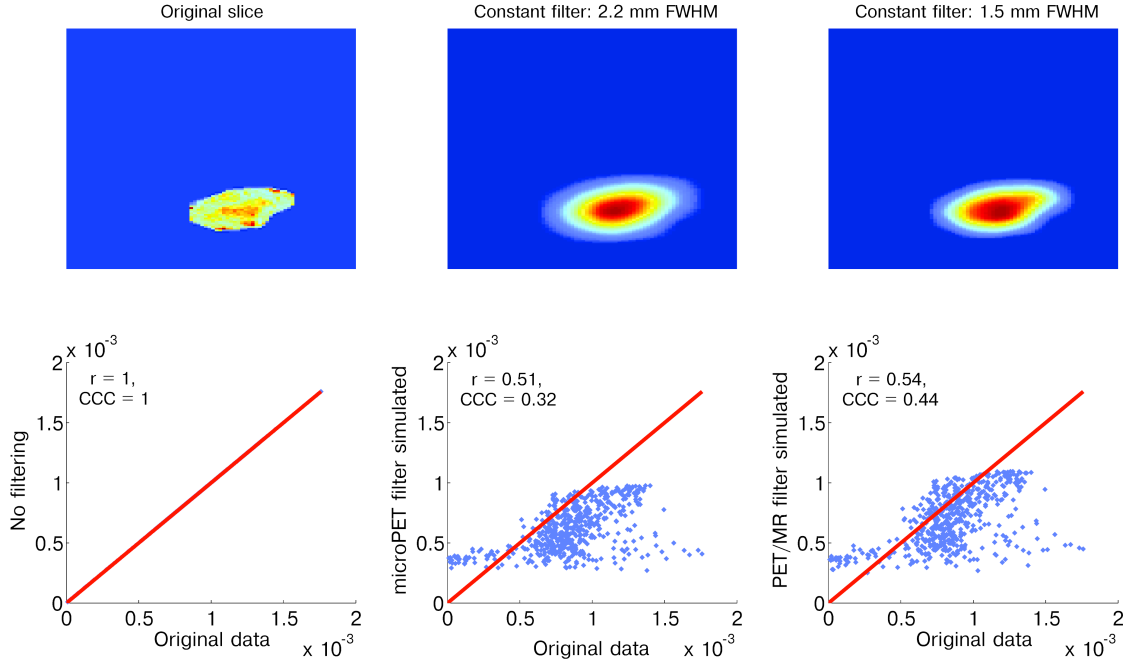 Original slice
Constant filter: 2.2 mm FWHM
Constant filter: 1.5 mm FWHM
x 10⁻³
2
1.5
1
0.5
0
No filtering
r = 1,
CCC = 1
0 0.5 1 1.5 2
Original data
x 10⁻³
x 10⁻³
2
1.5
1
0.5
0
microPET filter simulated
r = 0.51,
CCC = 0.32
0 0.5 1 1.5 2
Original data
x 10⁻³
x 10⁻³
2
1.5
1
0.5
0
PET/MR filter simulated
r = 0.54,
CCC = 0.44
0 0.5 1 1.5 2
Original data
x 10⁻³